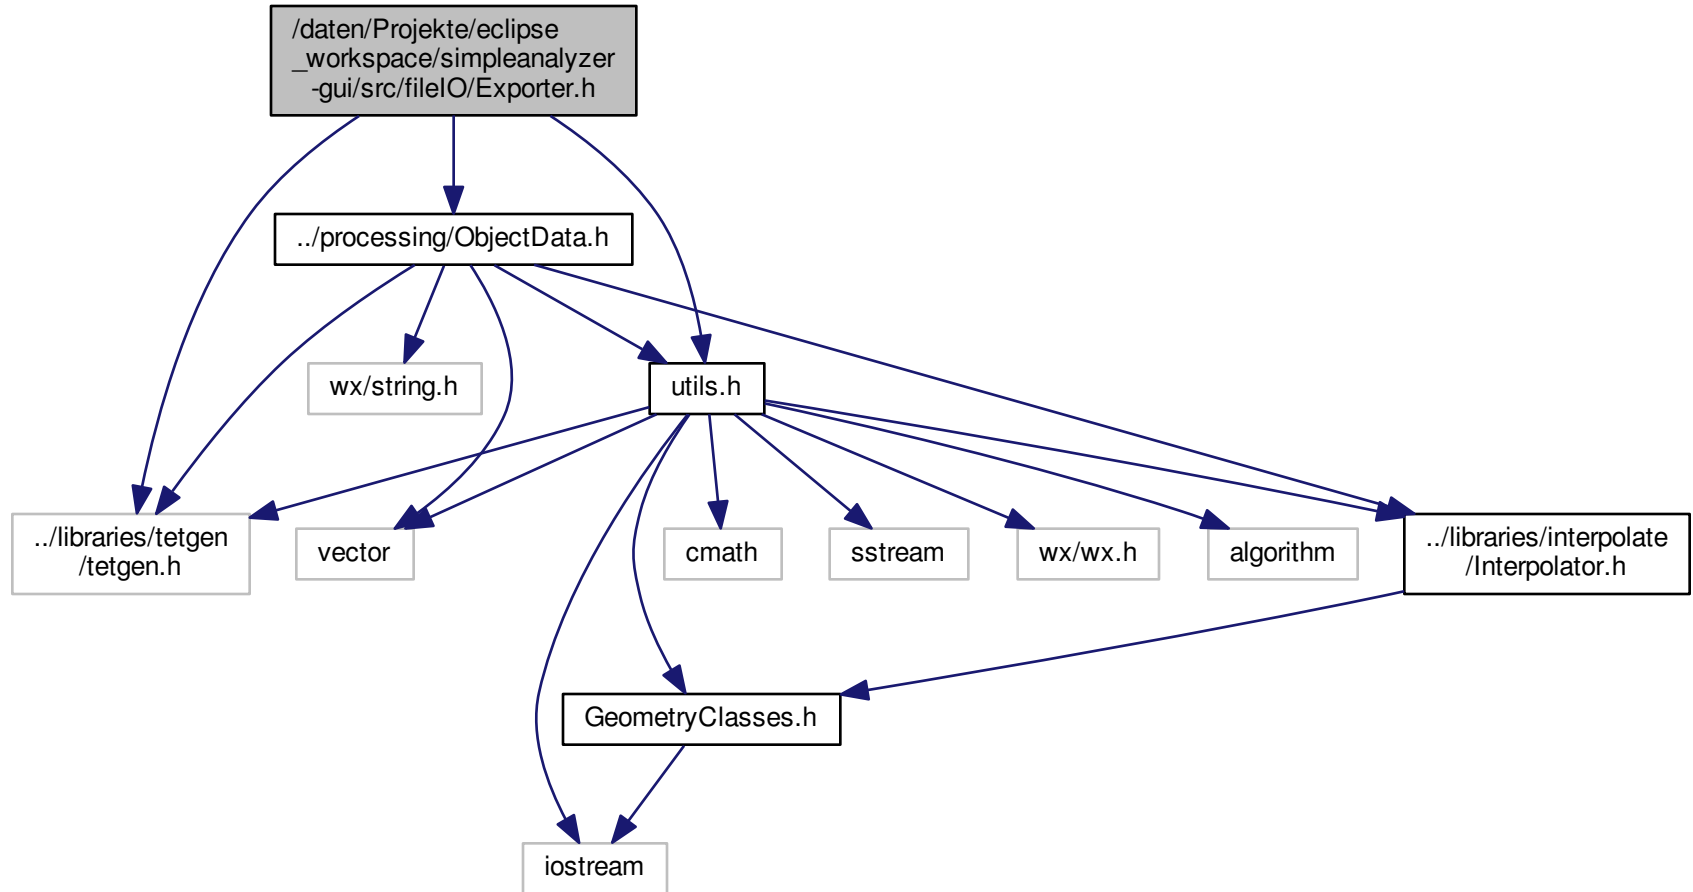 /daten/Projekte/eclipse
_workspace/simpleanalyzer
-gui/src/fileIO/Exporter.h
../processing/ObjectData.h
wx/string.h
utils.h
../libraries/tetgen
/tetgen.h
vector
cmath
sstream
wx/wx.h
algorithm
../libraries/interpolate
/Interpolator.h
GeometryClasses.h
iostream